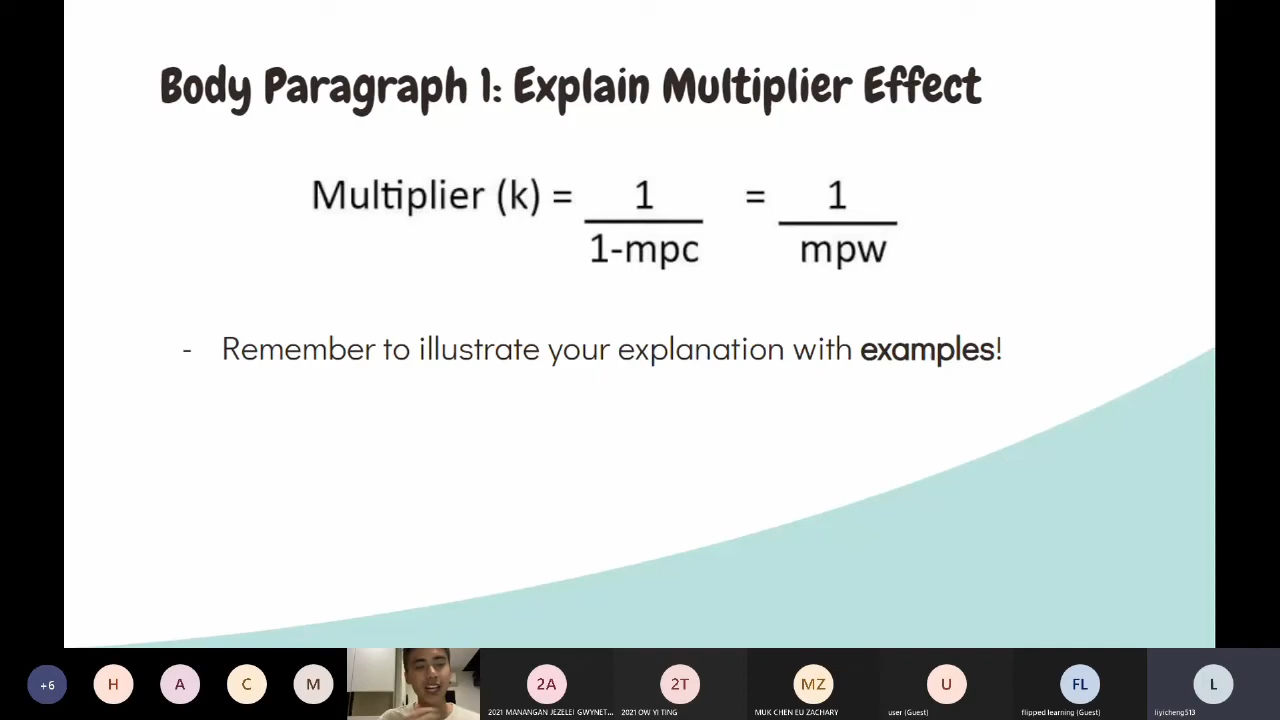 Body Paragraph 1: Explain Multiplier Effect
Multiplier (k) = 1 = 1
1-mpc mpw
- Remember to illustrate your explanation with examples!
+6 H A C M 2A 2T MZ U FL L
2021 MANANGAN JEZELEI GWYNET... 2021 OW YI TING MUK CHEN EU ZACHARY user (Guest) flipped learning (Guest) liyicheng513